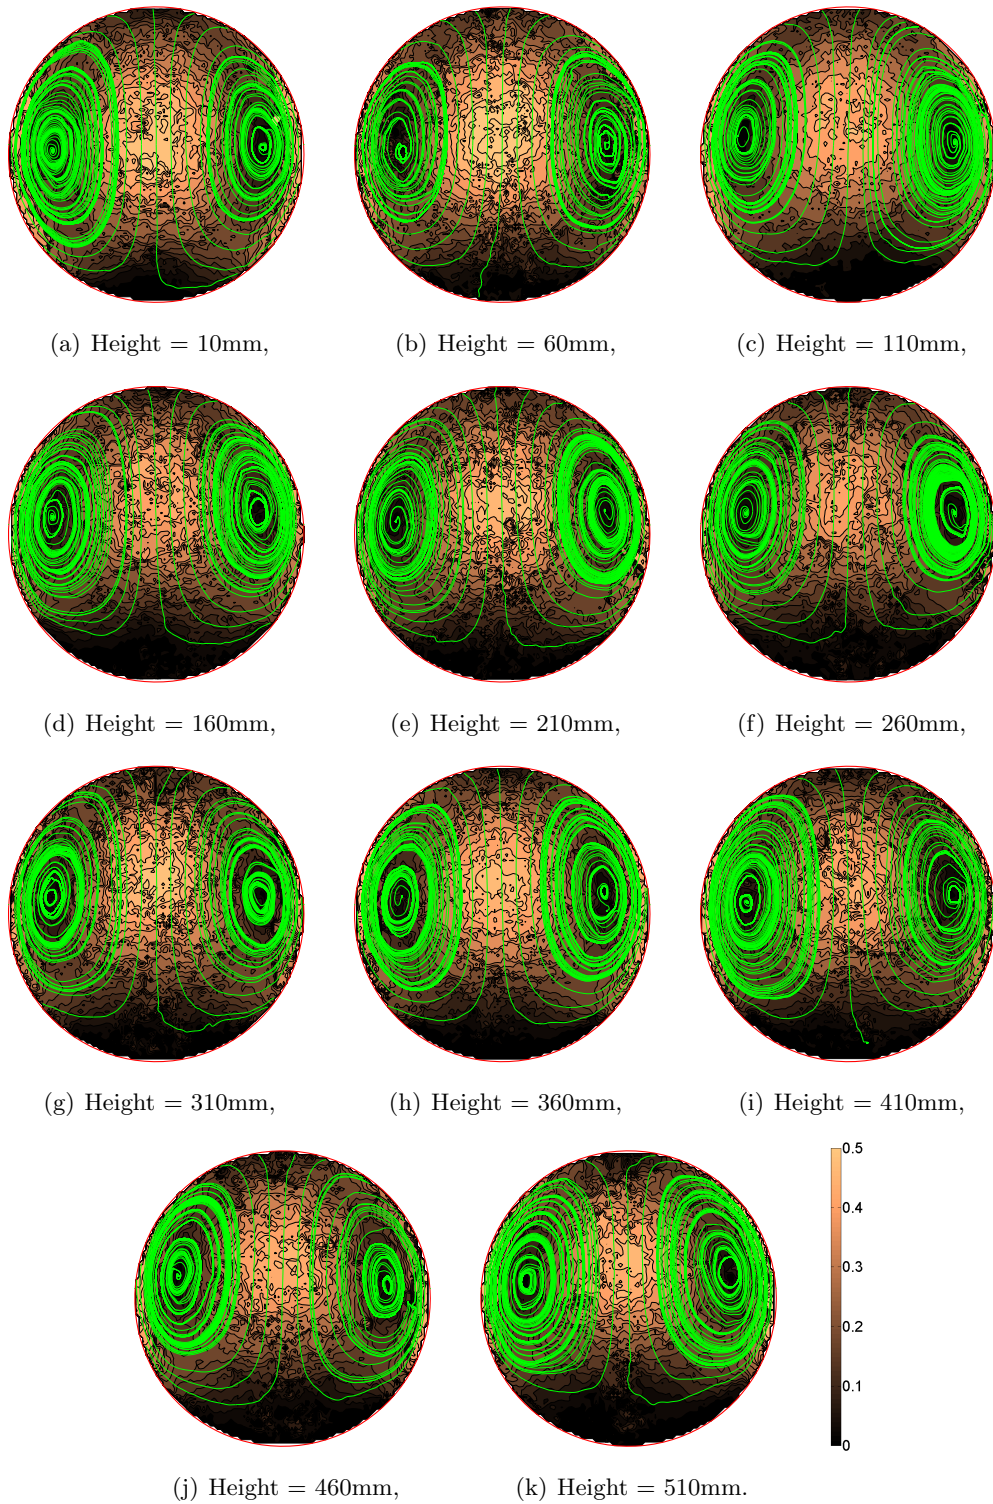 (a) Height = 10mm,
(b) Height = 60mm,
(c) Height = 110mm,
(d) Height = 160mm,
(e) Height = 210mm,
(f) Height = 260mm,
(g) Height = 310mm,
(h) Height = 360mm,
(i) Height = 410mm,
0.5
0.4
0.3
0.2
0.1
0
(j) Height = 460mm,
(k) Height = 510mm.